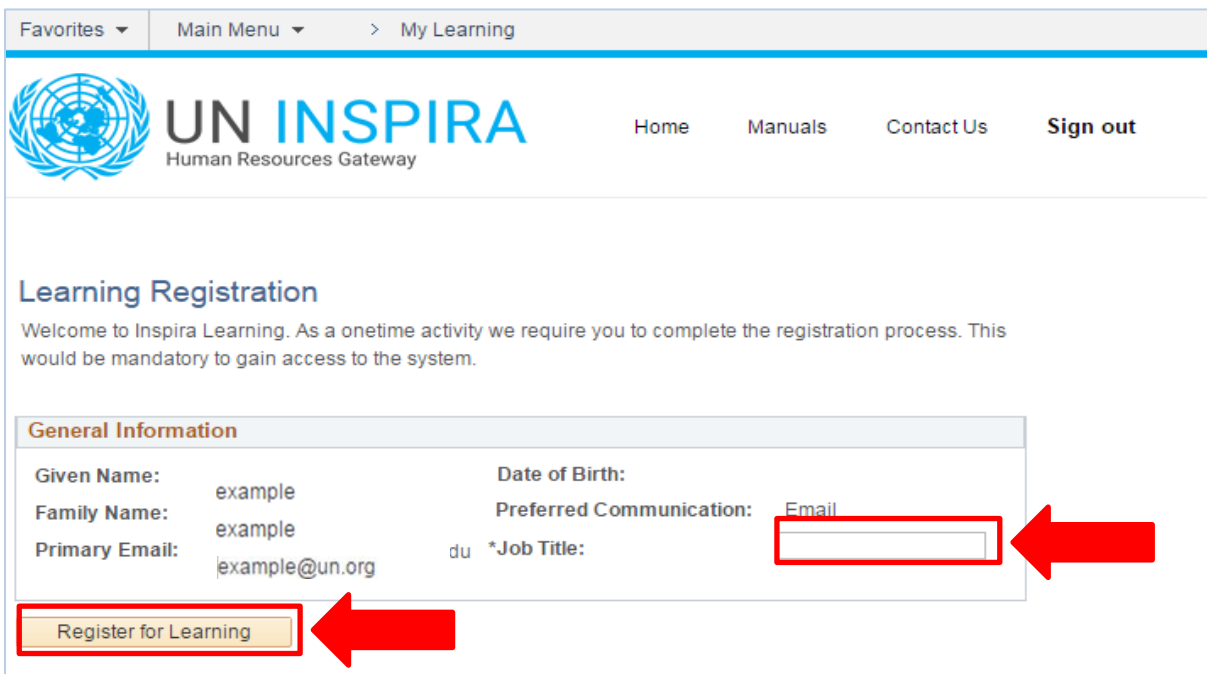 Favorites Main Menu > My Learning
UN INSPIRA
Human Resources Gateway
Home Manuals Contact Us Sign out
Learning Registration
Welcome to Inspira Learning. As a onetime activity we require you to complete the registration process. This
would be mandatory to gain access to the system.
General Information
Given Name: example
Family Name: example
Primary Email: example@un.org du
Date of Birth:
Preferred Communication: Email
*Job Title:
Register for Learning